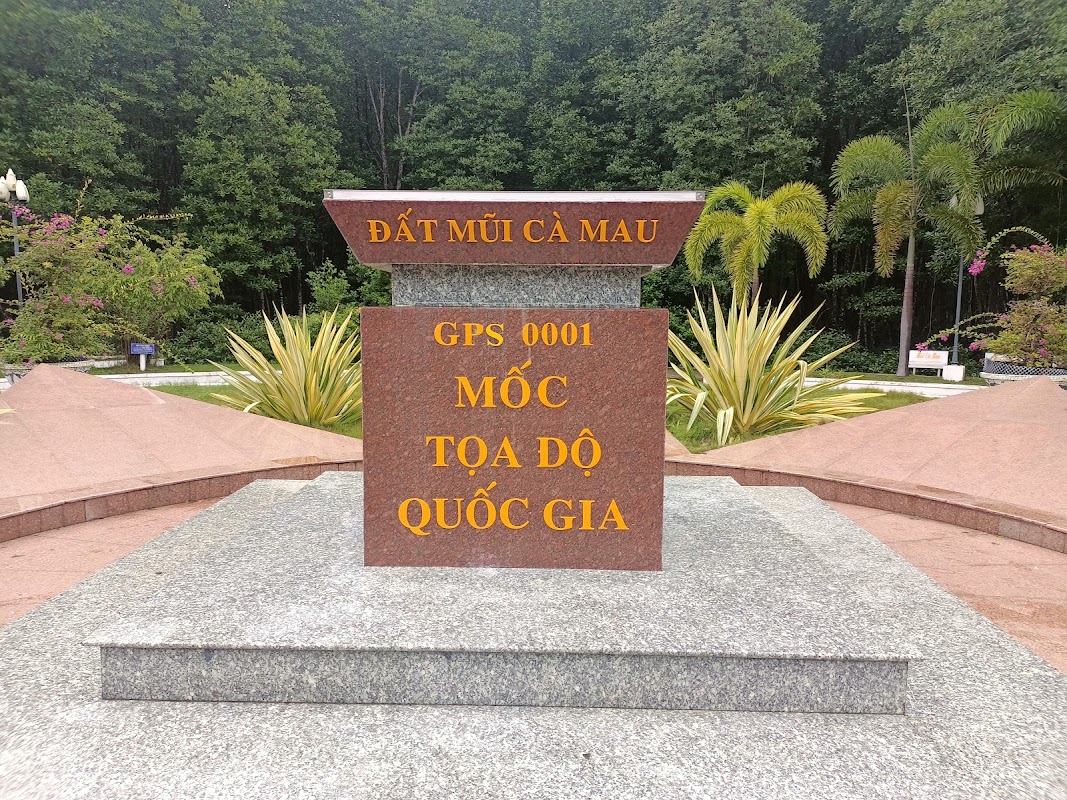 ĐẤT MŨI CÀ MAU
GPS 0001
MỐC
TỌA ĐỘ
QUỐC GIA